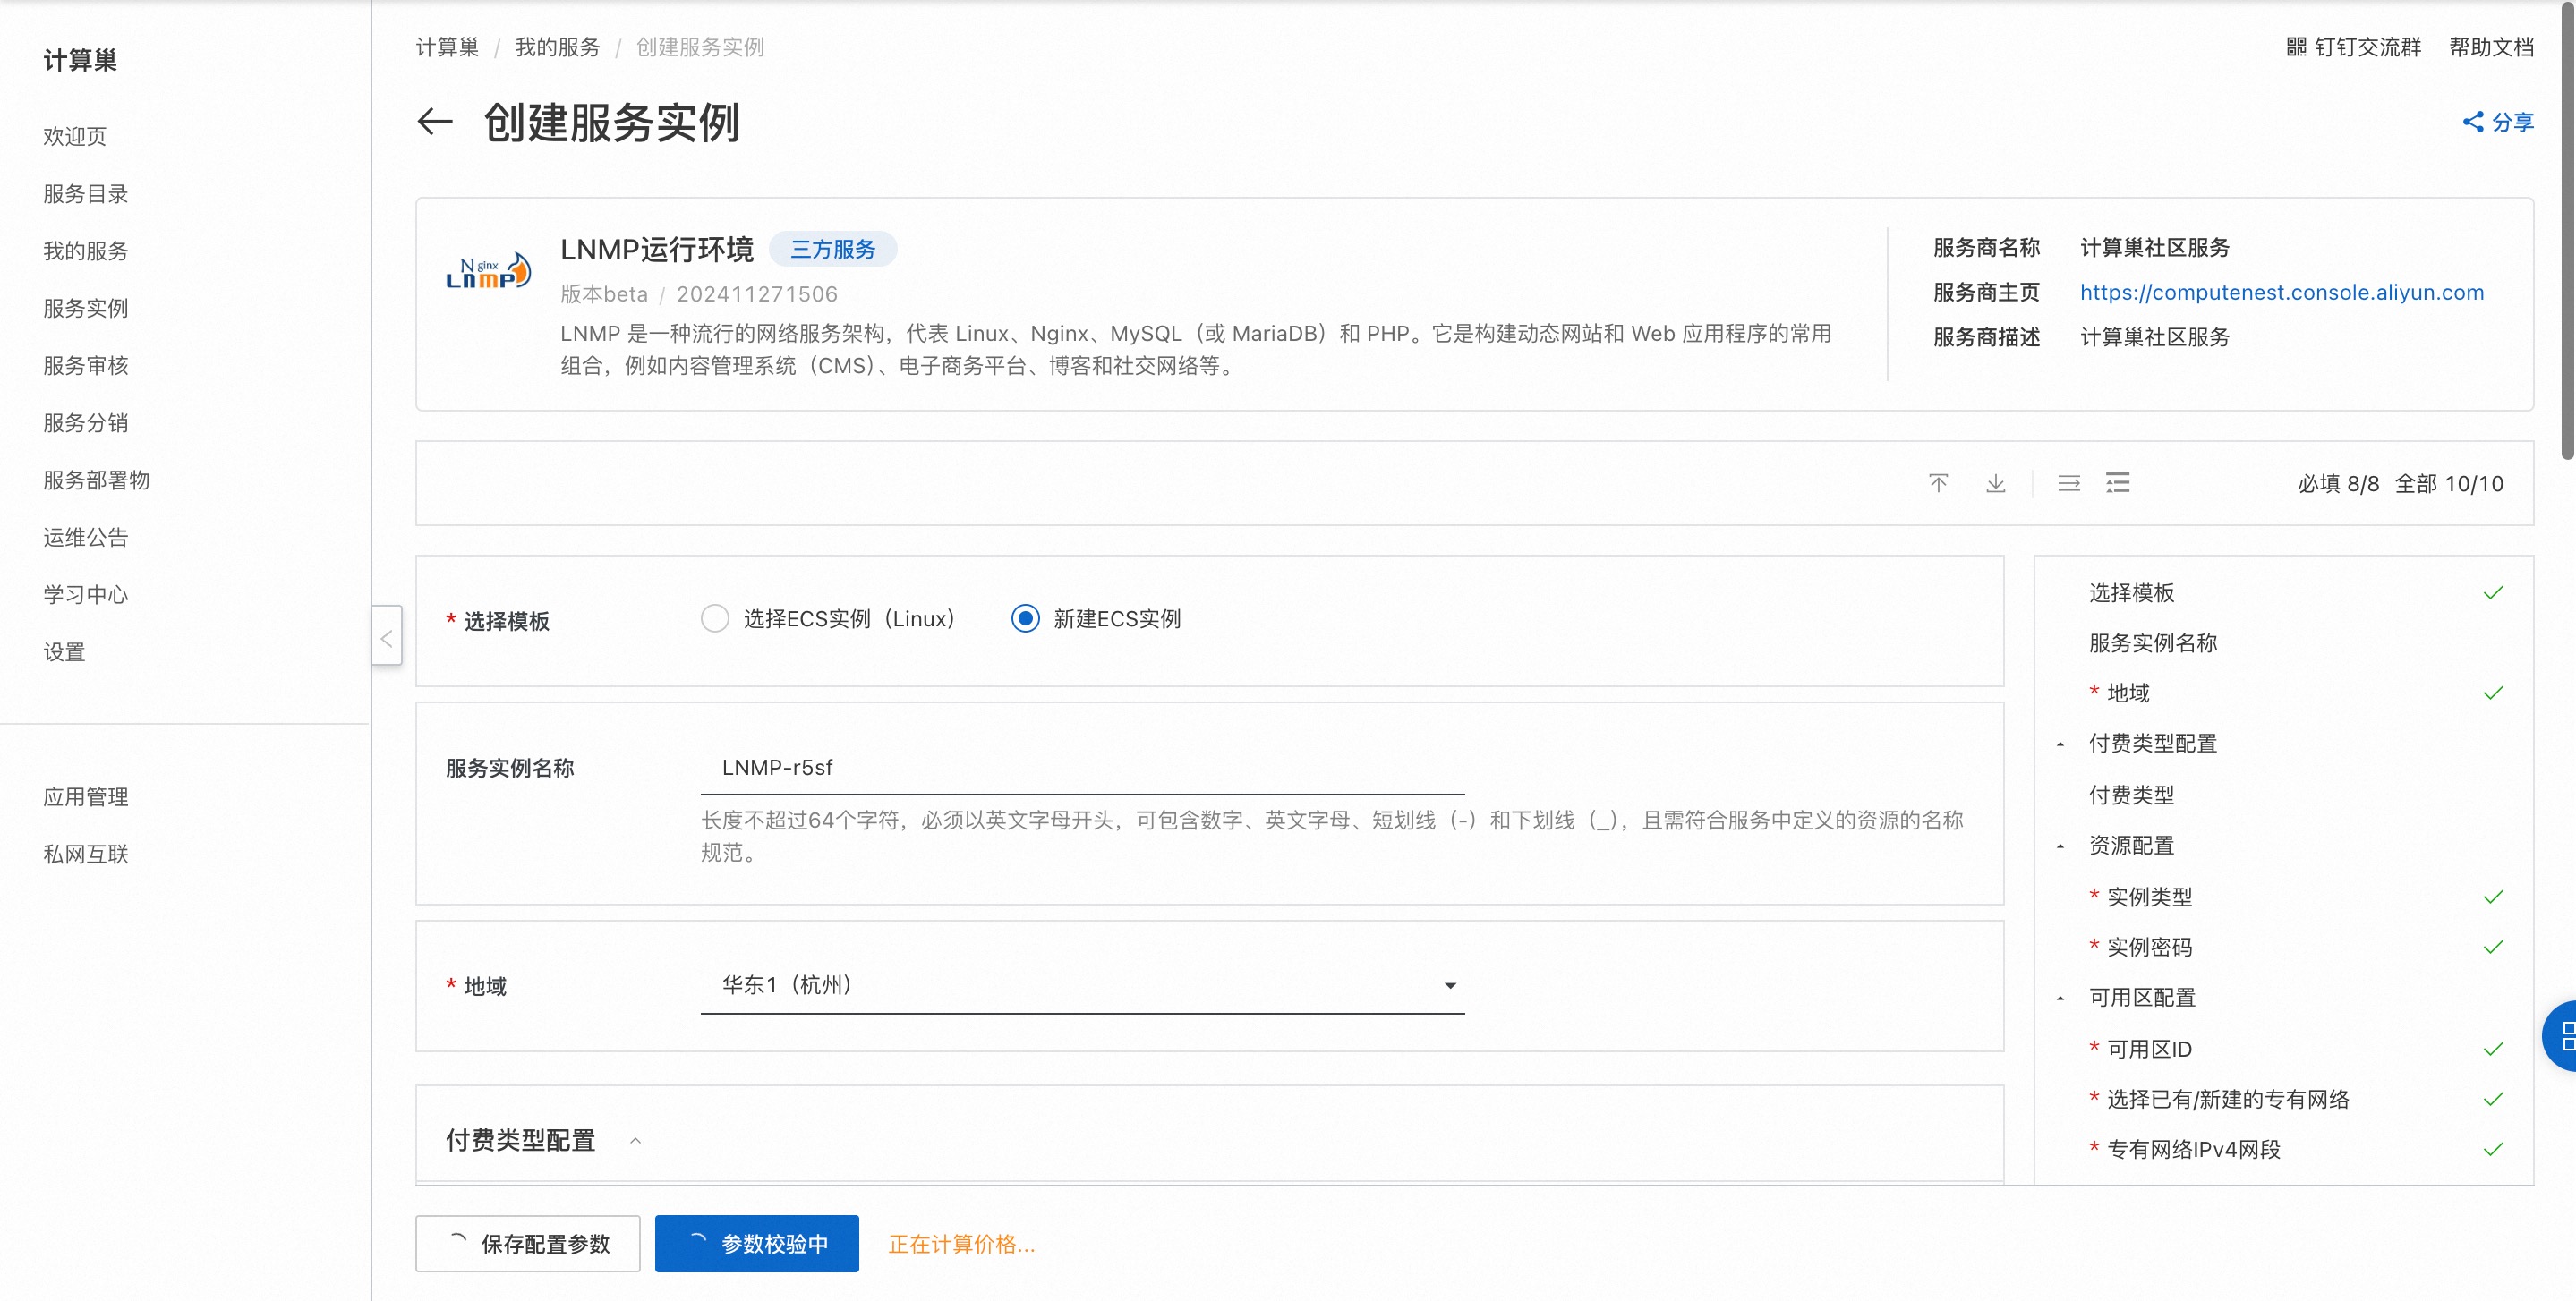 计算巢
欢迎页
服务目录
我的服务
服务实例
服务审核
服务分销
服务部署物
运维公告
学习中心
设置
应用管理
私网互联
计算巢 / 我的服务 / 创建服务实例
钉钉交流群 帮助文档
创建服务实例
分享
Nginx
LnmP
LNMP运行环境 三方服务
版本beta / 202411271506
LNMP 是一种流行的网络服务架构，代表 Linux、Nginx、MySQL（或 MariaDB）和 PHP。它是构建动态网站和 Web 应用程序的常用
组合，例如内容管理系统（CMS）、电子商务平台、博客和社交网络等。
服务商名称 计算巢社区服务
服务商主页 https://computenest.console.aliyun.com
服务商描述 计算巢社区服务
必填 8/8 全部 10/10
* 选择模板 选择ECS实例（Linux） 新建ECS实例
服务实例名称 LNMP-r5sf
长度不超过64个字符，必须以英文字母开头，可包含数字、英文字母、短划线（-）和下划线（_），且需符合服务中定义的资源的名称
规范。
* 地域 华东1（杭州）
付费类型配置
选择模板
服务实例名称
* 地域
付费类型配置
付费类型
资源配置
* 实例类型
* 实例密码
可用区配置
* 可用区ID
* 选择已有/新建的专有网络
* 专有网络IPv4网段
保存配置参数 参数校验中 正在计算价格...